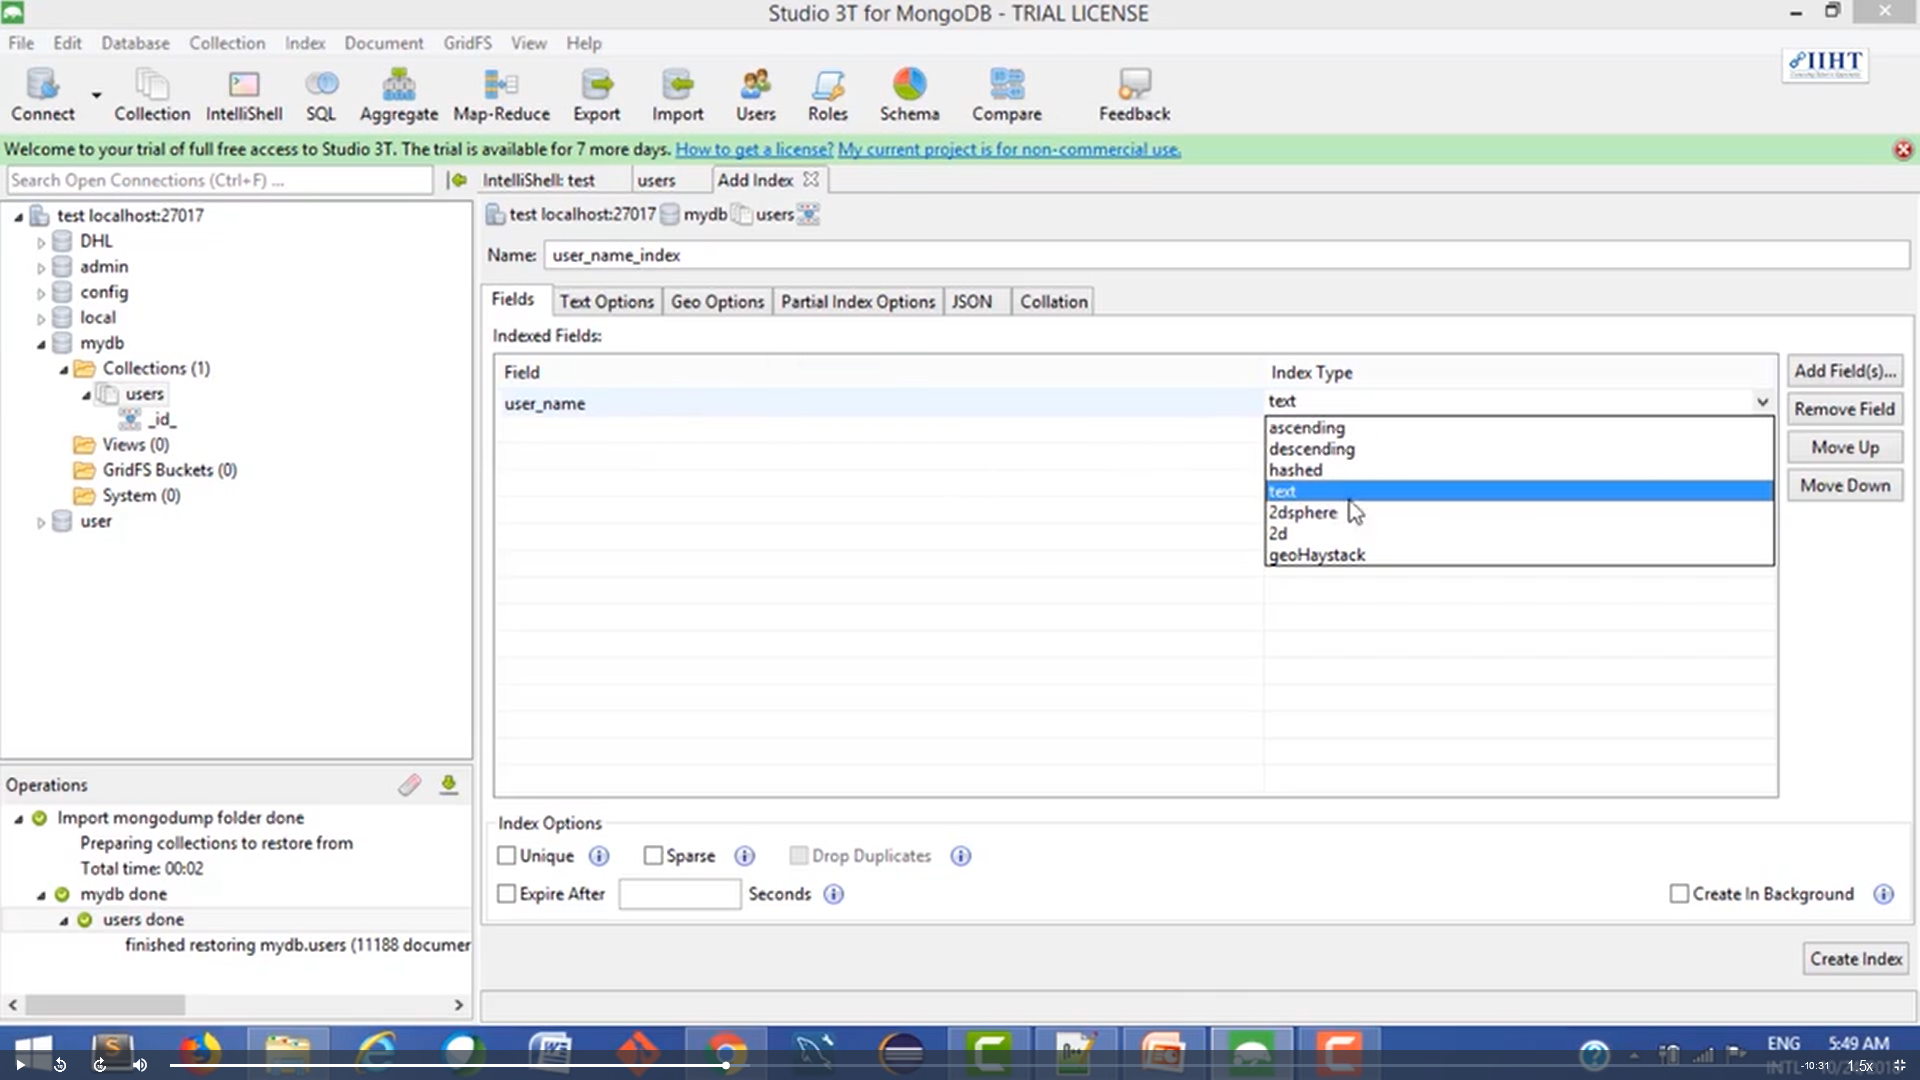 Studio 3T for MongoDB - TRIAL LICENSE
File Edit Database Collection Index Document GridFS View Help
IIHT
Connect Collection IntelliShell SQL Aggregate Map-Reduce Export Import Users Roles Schema Compare Feedback
Welcome to your trial of full free access to Studio 3T. The trial is available for 7 more days. How to get a license? My current project is for non-commercial use.
Search Open Connections (Ctrl+F) ...
IntelliShell: test users Add Index
test localhost:27017
DHL
admin
config
local
mydb
Collections (1)
users
_id_
Views (0)
GridFS Buckets (0)
System (0)
user
test localhost:27017 mydb users
Name: user_name_index
Fields Text Options Geo Options Partial Index Options JSON Collation
Indexed Fields:
Field Index Type
user_name text
ascending
descending
hashed
text
2dsphere
2d
geoHaystack
Add Field(s)...
Remove Field
Move Up
Move Down
Operations
Import mongodump folder done
Preparing collections to restore from
Total time: 00:02
mydb done
users done
finished restoring mydb.users (11188 documer
Index Options
Unique Sparse Drop Duplicates
Expire After Seconds Create In Background
Create Index
ENG 5:49 AM
INTL
-10:31 1.5x